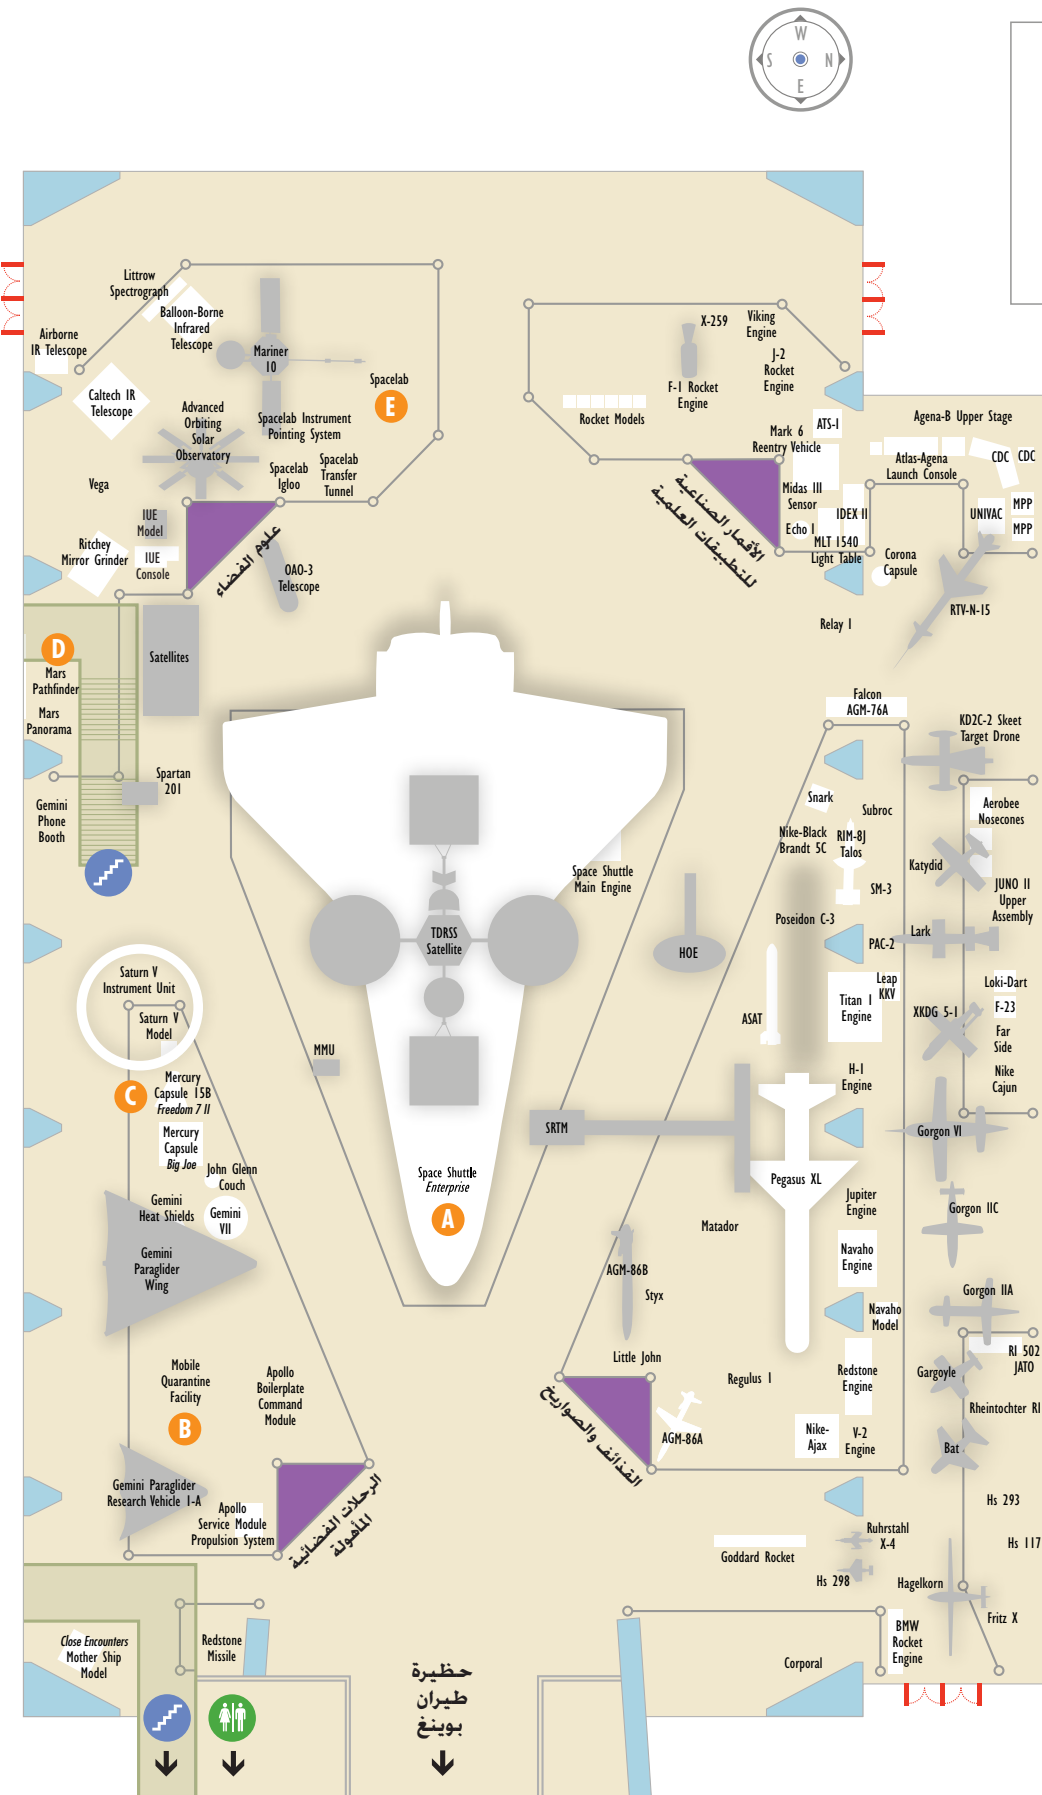 W
S
N
E
Littrow
Spectrograph
Balloon-Borne
Infrared
Telescope
Airborne
IR Telescope
Mariner
10
Caltech IR
Telescope
Spacelab
E
Advanced
Orbiting
Solar
Observatory
Spacelab Instrument
Pointing System
Spacelab
Igloo
Spacelab
Transfer
Tunnel
Vega
IUE
Model
Ritchey
Mirror Grinder
IUE
Console
علوم الفضاء
OAO-3
Telescope
X-259
Viking
Engine
J-2
Rocket
Engine
F-1 Rocket
Engine
Rocket Models
ATS-I
Mark 6
Reentry Vehicle
Agena-B Upper Stage
Atlas-Agena
Launch Console
CDC
CDC
Midas III
Sensor
IDEX II
UNIVAC
MPP
MPP
Echo I
MLT 1540
Light Table
الأقمار الصناعية
للتطبيقات العلمية
Corona
Capsule
RTV-N-15
Relay I
D
Mars
Pathfinder
Mars
Panorama
Satellites
Spartan
201
Gemini
Phone
Booth
Falcon
AGM-76A
KD2C-2 Skeet
Target Drone
Snark
Subroc
Aerobee
Nosecones
Nike-Black
Brandt 5C
RIM-8J
Talos
Katydid
SM-3
JUNO II
Upper
Assembly
Space Shuttle
Main Engine
Poseidon C-3
PAC-2
Lark
TDRSS
Satellite
HOE
Saturn V
Instrument Unit
Saturn V
Model
Leap
KKV
Titan I
Engine
Loki-Dart
F-23
XKDG 5-1
ASAT
Far
Side
MMU
Nike
Cajun
H-1
Engine
C
Mercury
Capsule 15B
Freedom 7 II
Mercury
Capsule
Big Joe
SRTM
Gorgon VI
John Glenn
Couch
Space Shuttle
Enterprise
A
Pegasus XL
Gemini
Heat Shields
Gemini
VII
Jupiter
Engine
Gorgon IIC
Matador
Gemini
Paraglider
Wing
Navaho
Engine
AGM-86B
Styx
Gorgon IIA
Navaho
Model
Little John
RI 502
JATO
Mobile
Quarantine
Facility
B
Apollo
Boilerplate
Command
Module
Regulus I
Redstone
Engine
Gargoyle
Rheintochter RI
AGM-86A
Nike-
Ajax
V-2
Engine
Bat
القذائف والصواريخ
Gemini Paraglider
Research Vehicle 1-A
Apollo
Service Module
Propulsion System
الرحلات الفضائية
المأهولة
Hs 293
Ruhrstahl
X-4
Hs 117
Goddard Rocket
Hs 298
Hagelkorn
Fritz X
BMW
Rocket
Engine
Close Encounters
Mother Ship
Model
Redstone
Missile
Corporal
حظيرة
طيران
بوينغ